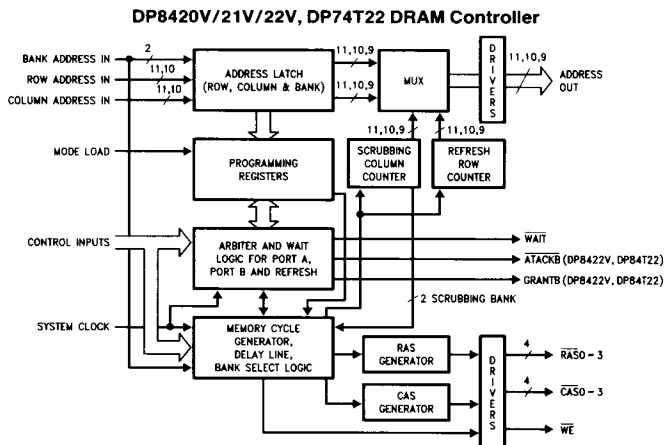 DP8420V/21V/22V, DP74T22 DRAM Controller
BANK ADDRESS IN
2
ROW ADDRESS IN
11,10
COLUMN ADDRESS IN
11,10
ADDRESS LATCH
(ROW, COLUMN & BANK)
11,10,9
11,10,9
MUX
DRIVERS
11,10,9
ADDRESS
OUT
11,10,9
11,10,9
MODE LOAD
PROGRAMMING
REGISTERS
SCRUBBING
COLUMN
COUNTER
REFRESH
ROW
COUNTER
CONTROL INPUTS
ARBITER AND WAIT
LOGIC FOR PORT A,
PORT B AND REFRESH
WAIT
ATACKB (DP8422V, DP84T22)
GRANTB (DP8422V, DP84T22)
2 SCRUBBING BANK
SYSTEM CLOCK
MEMORY CYCLE
GENERATOR,
DELAY LINE,
BANK SELECT LOGIC
RAS
GENERATOR
CAS
GENERATOR
DRIVERS
4
RAS0 - 3
4
CAS0 - 3
WE